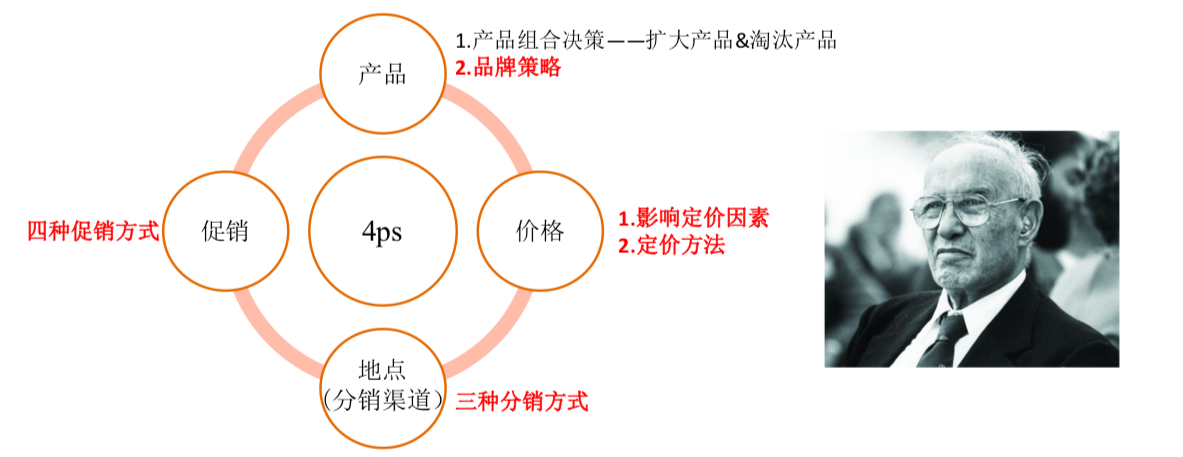 产品
1.产品组合决策——扩大产品&淘汰产品
2.品牌策略
四种促销方式
促销
4ps
价格
1.影响定价因素
2.定价方法
地点
（分销渠道）
三种分销方式